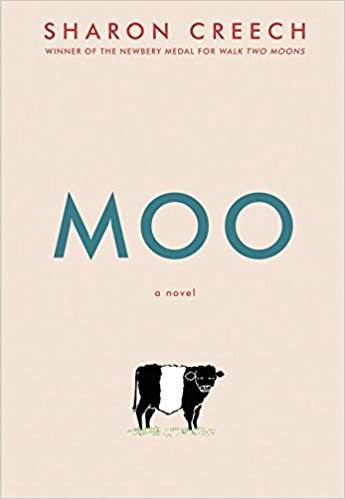 SHARON CREECH
WINNER OF THE NEWBERY MEDAL FOR WALK TWO MOONS
MOO
a novel